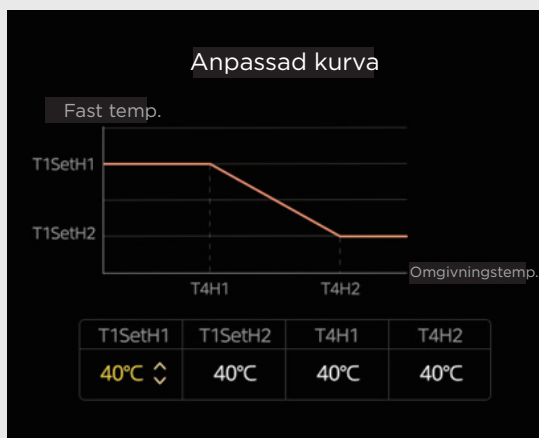 Anpassad kurva
Fast temp.
T1SetH1
T1SetH2
Omgivningstemp.
T4H1 T4H2
T1SetH1 T1SetH2 T4H1 T4H2
40℃ 40℃ 40℃ 40℃